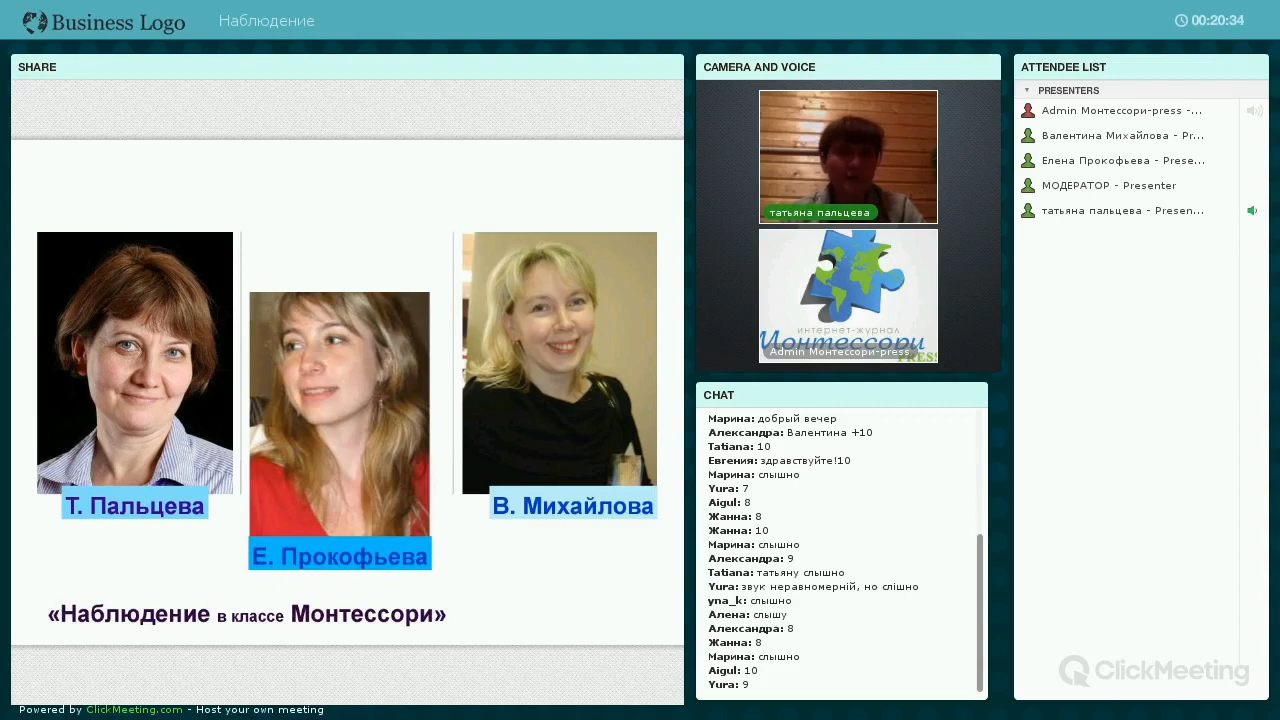 Business Logo
Наблюдение
00:20:34
SHARE
Т. Пальцева
Е. Прокофьева
В. Михайлова
«Наблюдение в классе Монтессори»
CAMERA AND VOICE
татьяна пальцева
интернет-журнал
Монтессори
PRESS
Admin Монтессори-press
CHAT
Марина: добрый вечер
Александра: Валентина +10
Tatiana: 10
Евгения: здравствуйте!10
Марина: слышно
Yura: 7
Aigul: 8
Жанна: 8
Жанна: 10
Марина: слышно
Александра: 9
Tatiana: татьяну слышно
Yura: звук неравномерній, но слішно
yna_k: слышно
Алена: слышу
Александра: 8
Жанна: 8
Марина: слышно
Aigul: 10
Yura: 9
ATTENDEE LIST
PRESENTERS
Admin Монтессори-press -...
Валентина Михайлова - Pr...
Елена Прокофьева - Prese...
МОДЕРАТОР - Presenter
татьяна пальцева - Presen...
ClickMeeting
Powered by ClickMeeting.com - Host your own meeting